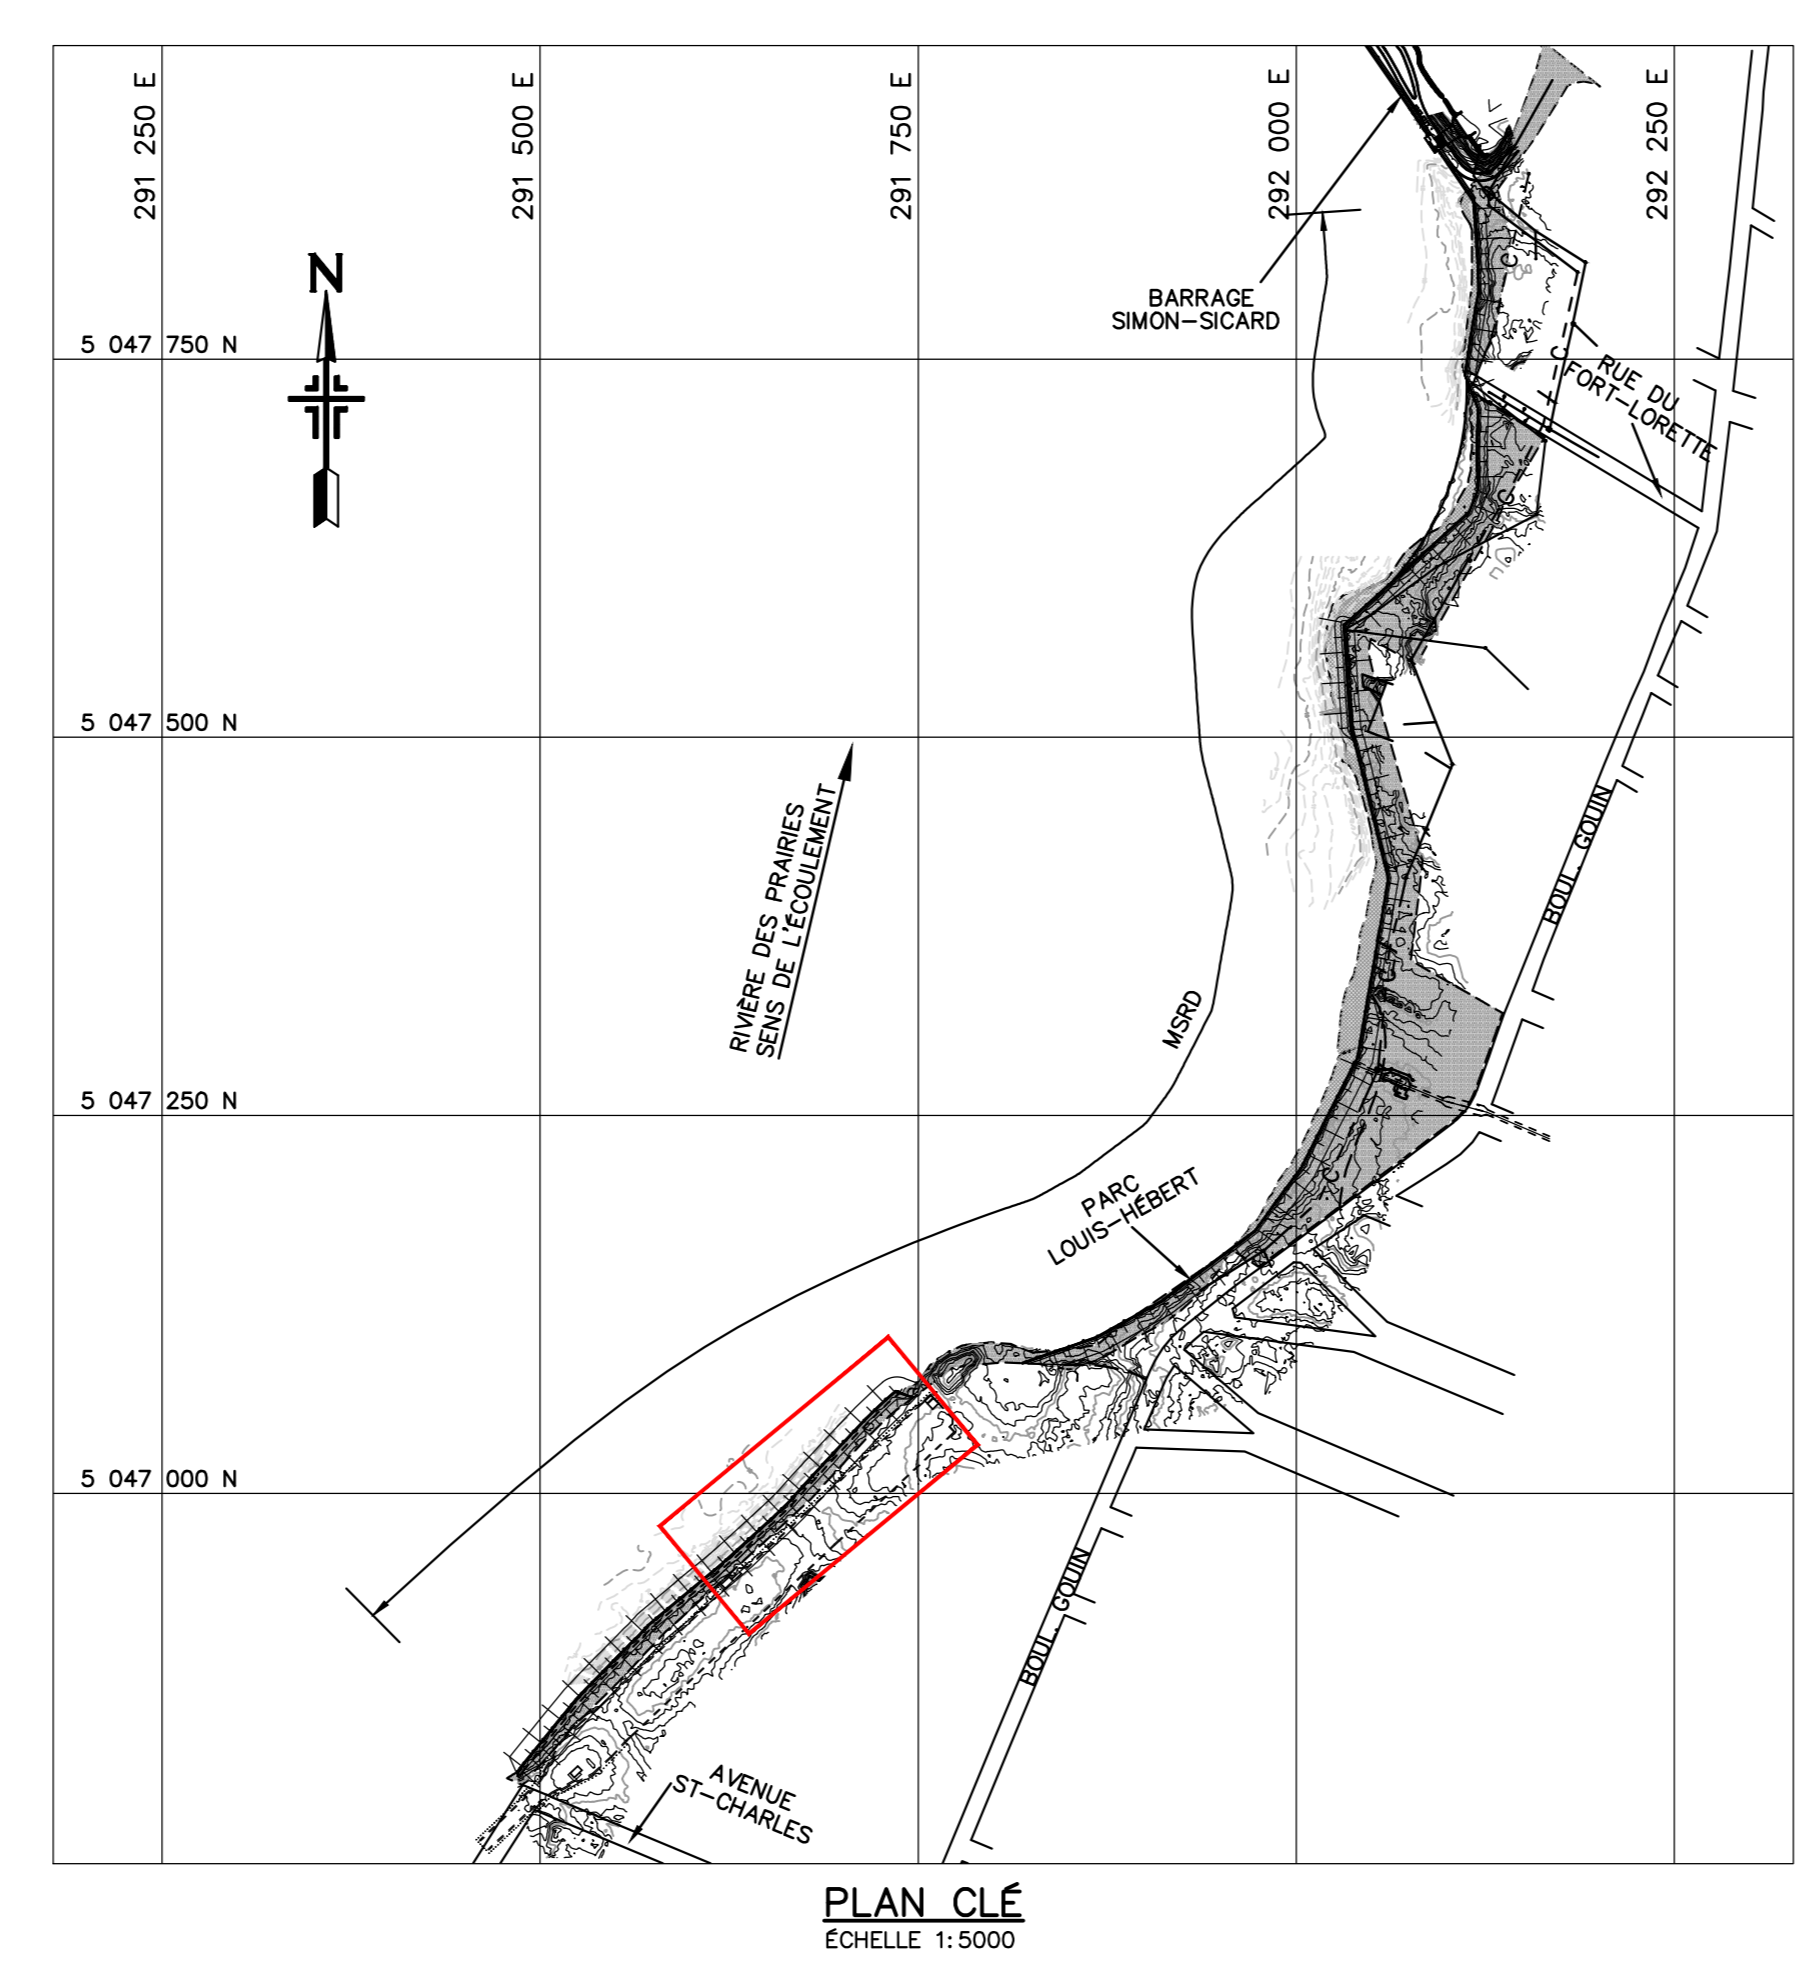 291 250 E
291 500 E
291 750 E
292 000 E
292 250 E
N
BARRAGE
SIMON-SICARD
5 047 750 N
RUE DU
FORT-LORETTE
C
C
C
5 047 500 N
RIVIÈRE DES PRAIRIES
SENS DE L'ÉCOULEMENT
BOUL. GOUIN
MSRD
5 047 250 N
PARC
LOUIS-HÉBERT
C
5 047 000 N
BOUL. GOUIN
AVENUE
ST-CHARLES
PLAN CLÉ
ÉCHELLE 1:5000